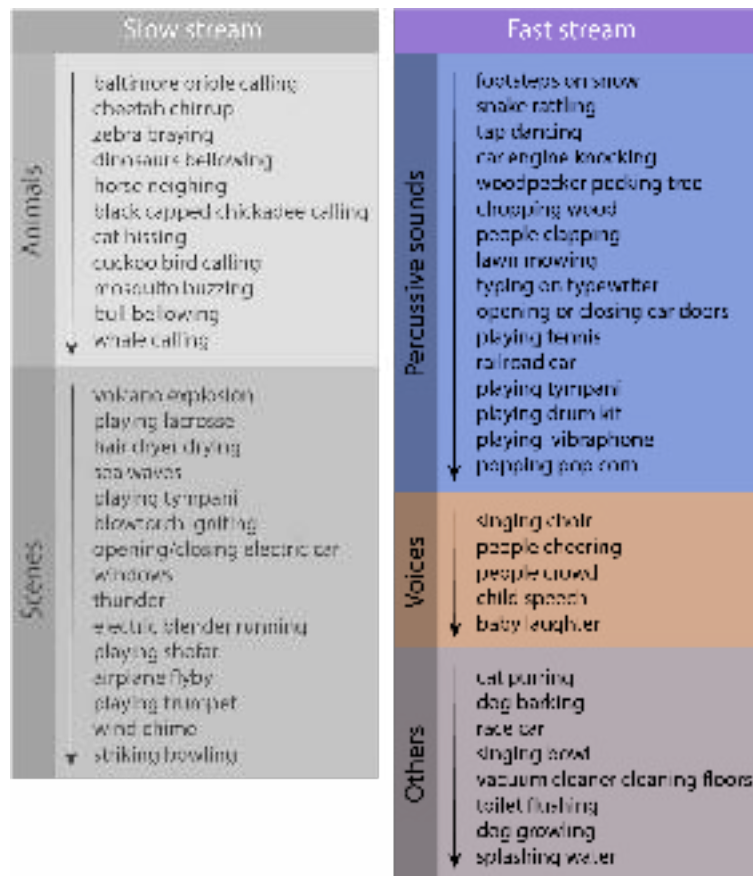 Slow stream
Animals
baltimore oriole calling
cheetah chirrup
zebra braying
dinosaurs bellowing
horse neighing
black capped chickadee calling
cat hissing
cuckoo bird calling
mosquito buzzing
bull bellowing
whale calling
Scenes
volcano explosion
playing lacrosse
hair dryer drying
sea waves
playing tympani
blowtorch igniting
opening/closing electric car
windows
thunder
electric blender running
playing shofar
airplane flyby
playing trumpet
wind chime
striking bowling
Fast stream
Percussive sounds
footsteps on snow
snake rattling
tap dancing
car engine knocking
woodpecker pecking tree
chopping wood
people clapping
lawn mowing
typing on typewriter
opening or closing car doors
playing tennis
railroad car
playing tympani
playing drum kit
playing vibraphone
popping pop corn
Voices
singing choir
people cheering
people crowd
child speech
baby laughter
Others
cat purring
dog barking
race car
singing bowl
vacuum cleaner cleaning floors
toilet flushing
dog growling
splashing water